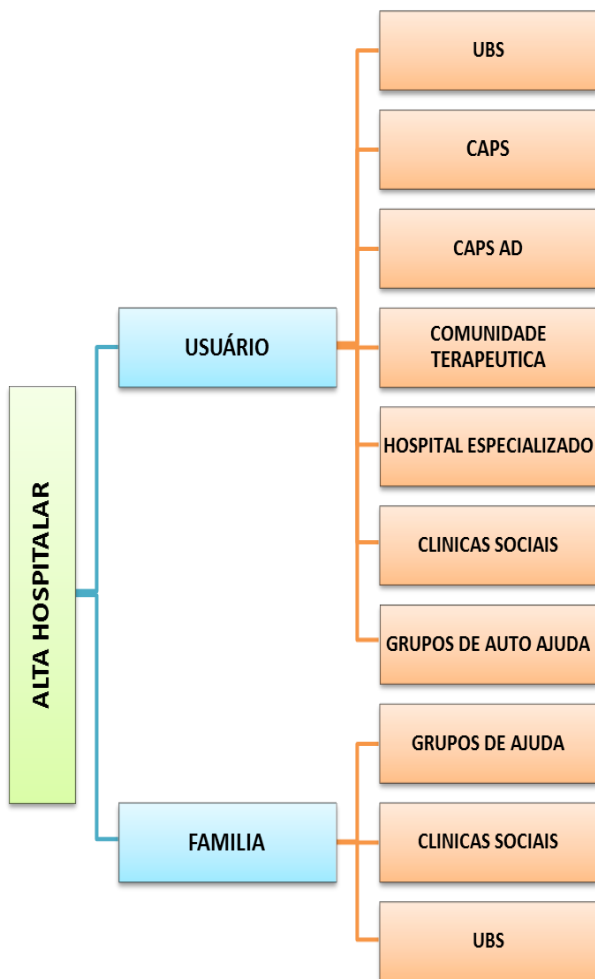 ALTA HOSPITALAR
USUÁRIO
UBS
CAPS
CAPS AD
COMUNIDADE
TERAPEUTICA
HOSPITAL ESPECIALIZADO
CLINICAS SOCIAIS
GRUPOS DE AUTO AJUDA
FAMILIA
GRUPOS DE AJUDA
CLINICAS SOCIAIS
UBS